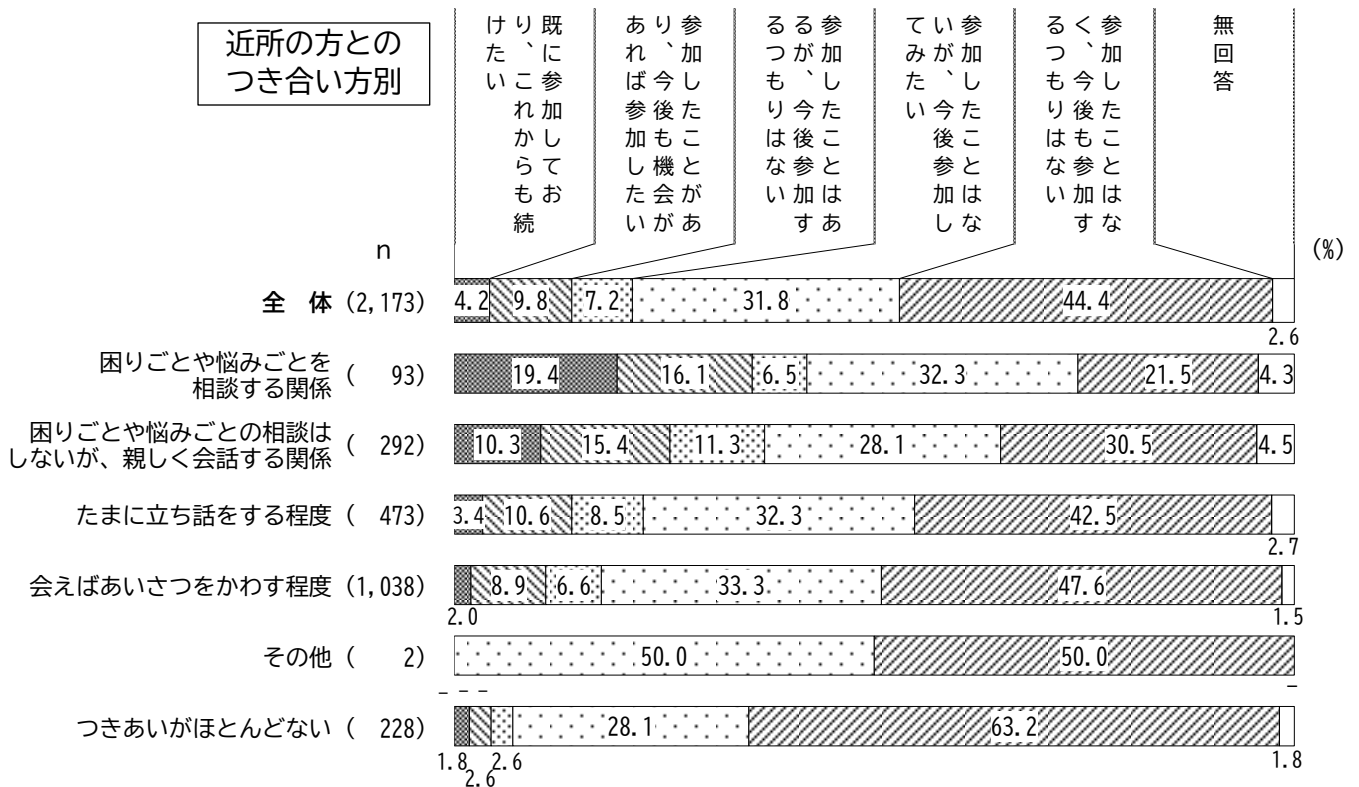 近所の方との
つき合い方別
既に参加してお
り、これからも続
けたい
参加したことがあ
り、今後も機会が
あれば参加したい
参加したことはあ
るが、今後参加す
るつもりはない
参加したことはな
いが、今後参加し
てみたい
参加したことはな
く、今後も参加す
るつもりはない
無回答
n
(%)
全 体 (2,173) 4.2 9.8 7.2 31.8 44.4
2.6
困りごとや悩みごとを
相談する関係 ( 93) 19.4 16.1 6.5 32.3 21.5 4.3
困りごとや悩みごとの相談は
しないが、親しく会話する関係 ( 292) 10.3 15.4 11.3 28.1 30.5 4.5
たまに立ち話をする程度 ( 473) 3.4 10.6 8.5 32.3 42.5
2.7
会えばあいさつをかわす程度 (1,038) 8.9 6.6 33.3 47.6
2.0 1.5
その他 ( 2) 50.0 50.0
- - - -
つきあいがほとんどない ( 228) 28.1 63.2
1.8 2.6 2.6 1.8